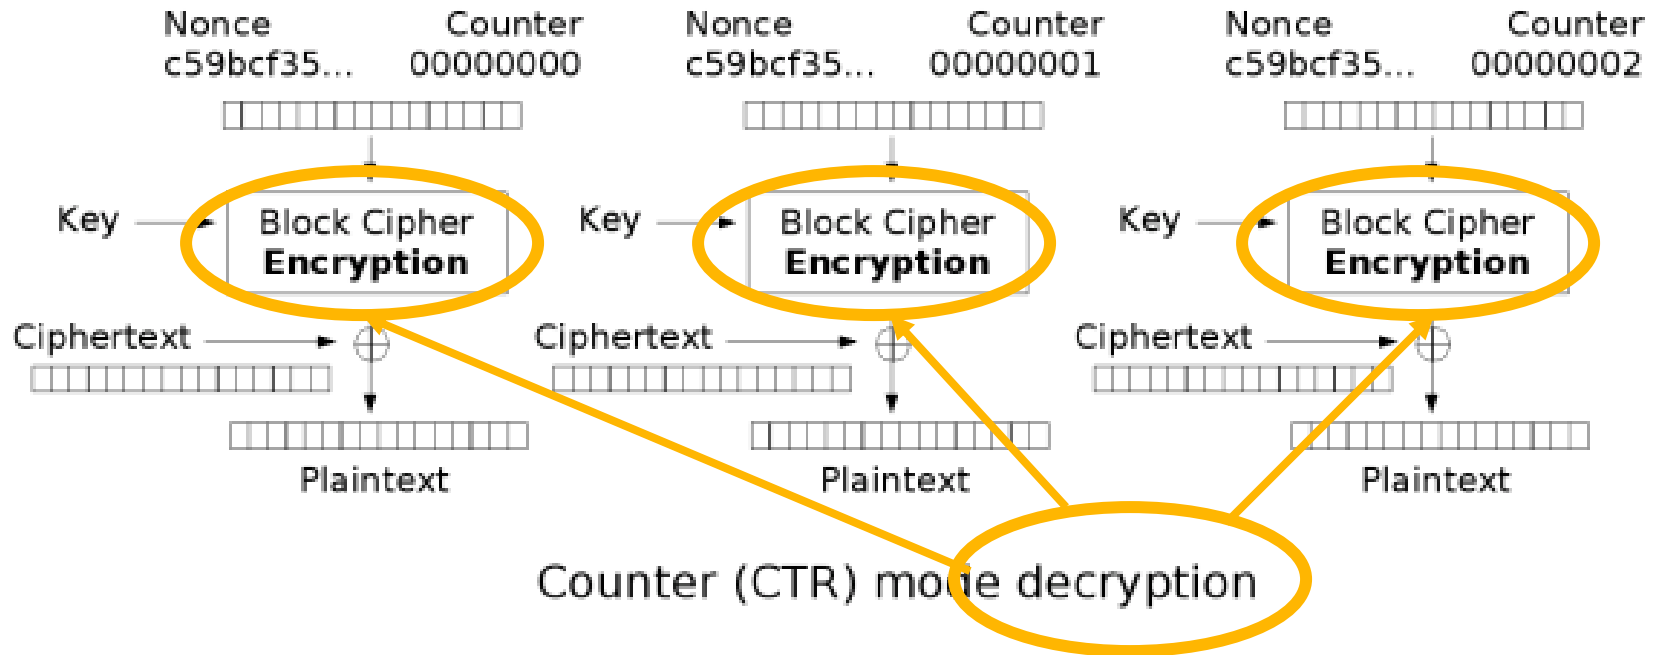 Nonce Counter
c59bcf35... 00000000
Nonce Counter
c59bcf35... 00000001
Nonce Counter
c59bcf35... 00000002
Key
Block Cipher
Encryption
Key
Block Cipher
Encryption
Key
Block Cipher
Encryption
Ciphertext
Ciphertext
Ciphertext
Plaintext
Plaintext
Plaintext
Counter (CTR) mode decryption